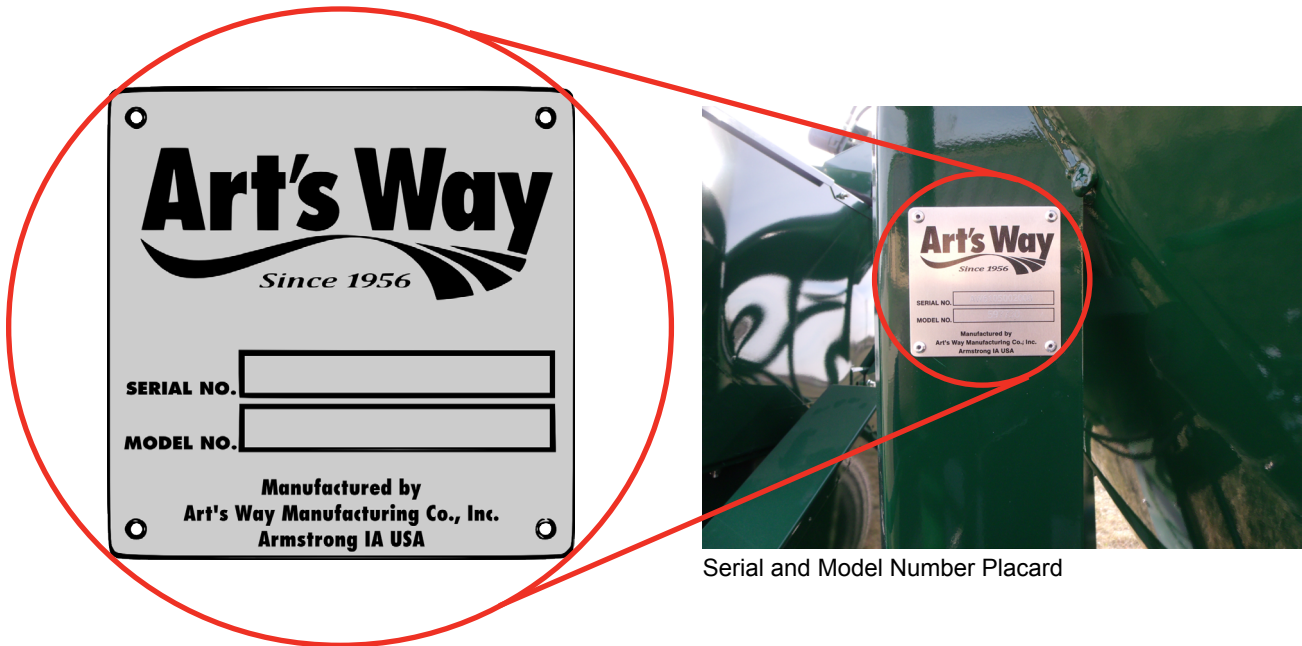 Art's Way
Since 1956
SERIAL NO.
MODEL NO.
Manufactured by
Art's Way Manufacturing Co., Inc.
Armstrong IA USA
Art's Way
Since 1956
SERIAL NO.
MODEL NO.
Manufactured by
Art's Way Manufacturing Co.; Inc.
Armstrong IA USA
Serial and Model Number Placard